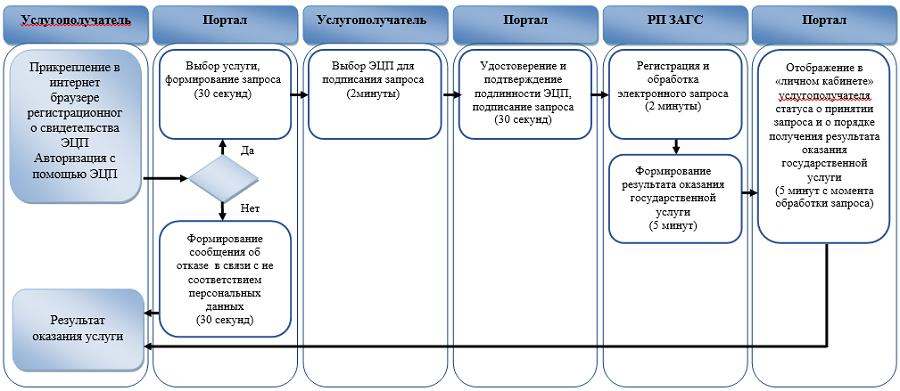 Услугополучатель
Портал
Услугополучатель
Портал
РП ЗАГС
Портал
Прикрепление в
интернет
браузере
регистрационног
о свидетельства
ЭЦП
Авторизация с
помощью ЭЦП
Выбор услуги,
формирование запроса
(30 секунд)
Да
Нет
Формирование
сообщения об
отказе в связи с не
соответствием
персональных
данных
(30 секунд)
Выбор ЭЦП для
подписания запроса
(2минуты)
Удостоверение и
подтверждение
подлинности ЭЦП,
подписание запроса
(30 секунд)
Регистрация и
обработка
электронного запроса
(2 минуты)
Формирование
результата оказания
государственной
услуги
(5 минут)
Отображение в
«личном кабинете»
услугополучателя
статуса о принятии
запроса и о порядке
получения результата
оказания
государственной
услуги
(5 минут с момента
обработки запроса)
Результат
оказания услуги